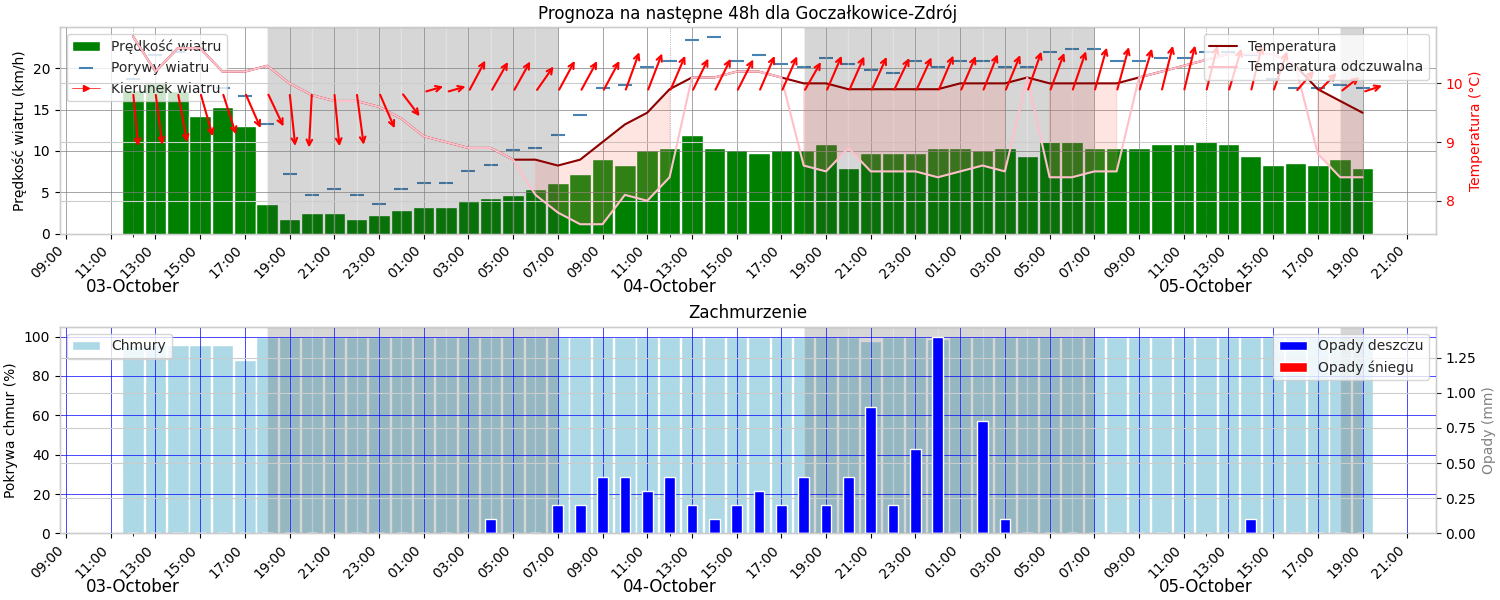 Prognoza na następne 48h dla Goczałkowice-Zdrój
Prędkość wiatru (km/h)
20
15
10
5
0
Prędkość wiatru
Porywy wiatru
Kierunek wiatru
Temperatura
Temperatura odczuwalna
10
9
8
Temperatura (°C)
09:00 11:00 13:00 15:00 17:00 19:00 21:00 23:00 01:00 03:00 05:00 07:00 09:00 11:00 13:00 15:00 17:00 19:00 21:00 23:00 01:00 03:00 05:00 07:00 09:00 11:00 13:00 15:00 17:00 19:00 21:00
03-October 04-October 05-October
Zachmurzenie
Pokrywa chmur (%)
100
80
60
40
20
0
Chmury
Opady deszczu
Opady śniegu
1.25
1.00
0.75
0.50
0.25
0.00
Opady (mm)
09:00 11:00 13:00 15:00 17:00 19:00 21:00 23:00 01:00 03:00 05:00 07:00 09:00 11:00 13:00 15:00 17:00 19:00 21:00 23:00 01:00 03:00 05:00 07:00 09:00 11:00 13:00 15:00 17:00 19:00 21:00
03-October 04-October 05-October